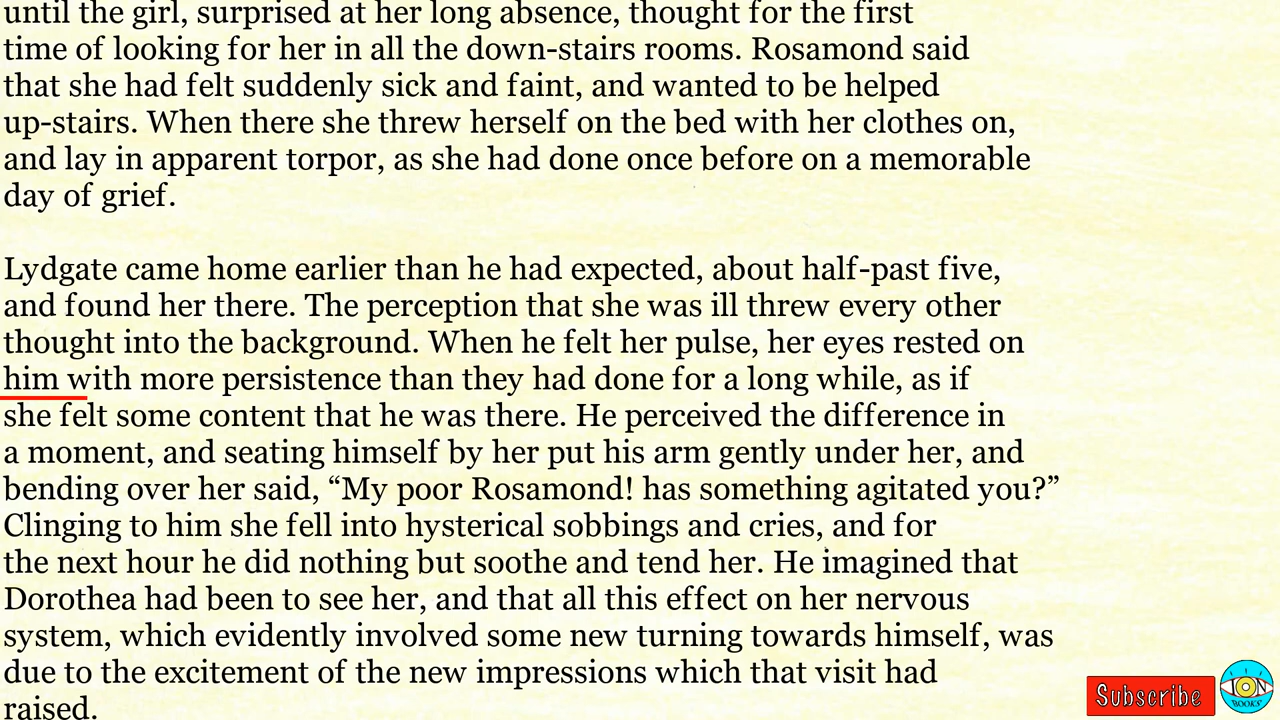 until the girl, surprised at her long absence, thought for the first
time of looking for her in all the down-stairs rooms. Rosamond said
that she had felt suddenly sick and faint, and wanted to be helped
up-stairs. When there she threw herself on the bed with her clothes on,
and lay in apparent torpor, as she had done once before on a memorable
day of grief.
Lydgate came home earlier than he had expected, about half-past five,
and found her there. The perception that she was ill threw every other
thought into the background. When he felt her pulse, her eyes rested on
him with more persistence than they had done for a long while, as if
she felt some content that he was there. He perceived the difference in
a moment, and seating himself by her put his arm gently under her, and
bending over her said, “My poor Rosamond! has something agitated you?”
Clinging to him she fell into hysterical sobbings and cries, and for
the next hour he did nothing but soothe and tend her. He imagined that
Dorothea had been to see her, and that all this effect on her nervous
system, which evidently involved some new turning towards himself, was
due to the excitement of the new impressions which that visit had
raised.
Subscribe
ION
BOOKS